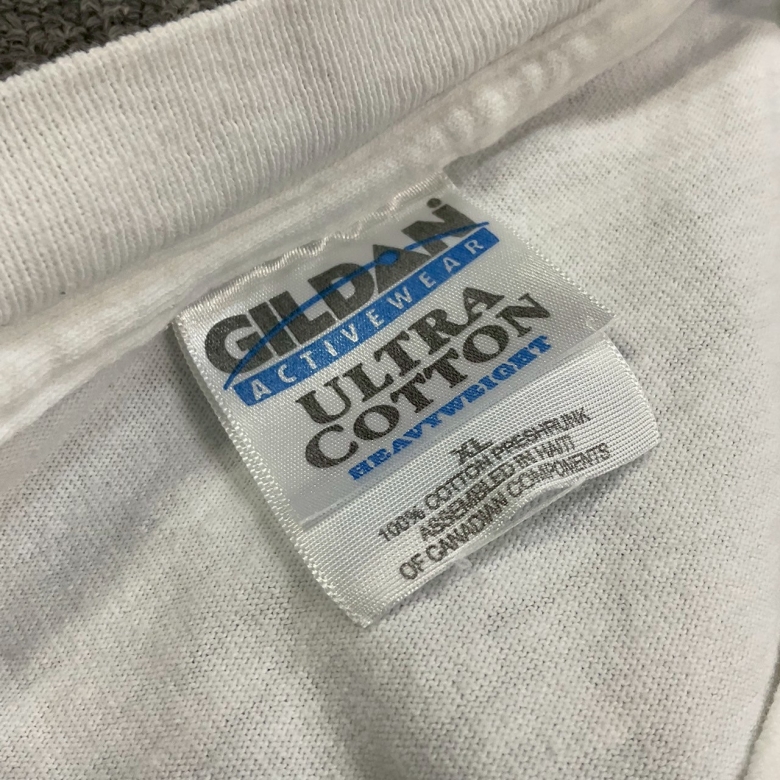 GILDAN
ACTIVEWEAR
ULTRA
COTTON
HEAVYWEIGHT
XL
100% COTTON PRESHRUNK
ASSEMBLED IN HAITI
OF CANADIAN COMPONENTS